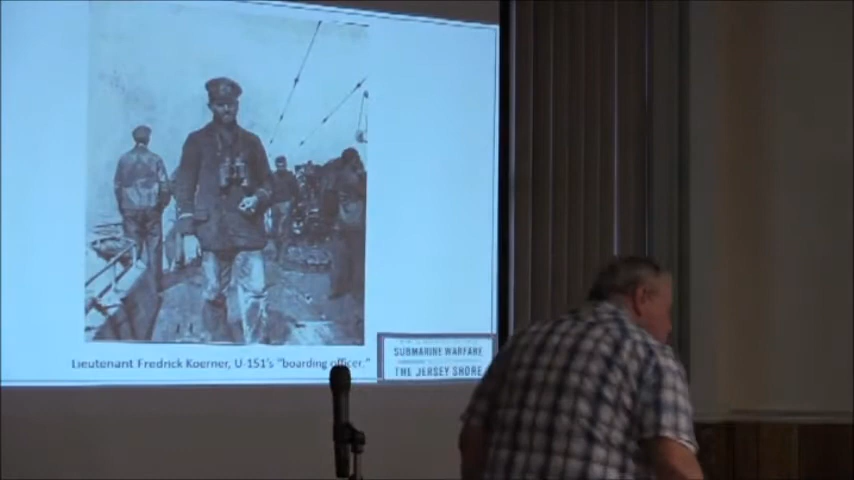 Lieutenant Fredrick Koerner, U-151's "boarding officer."
SUBMARINE WARFARE
THE JERSEY SHORE